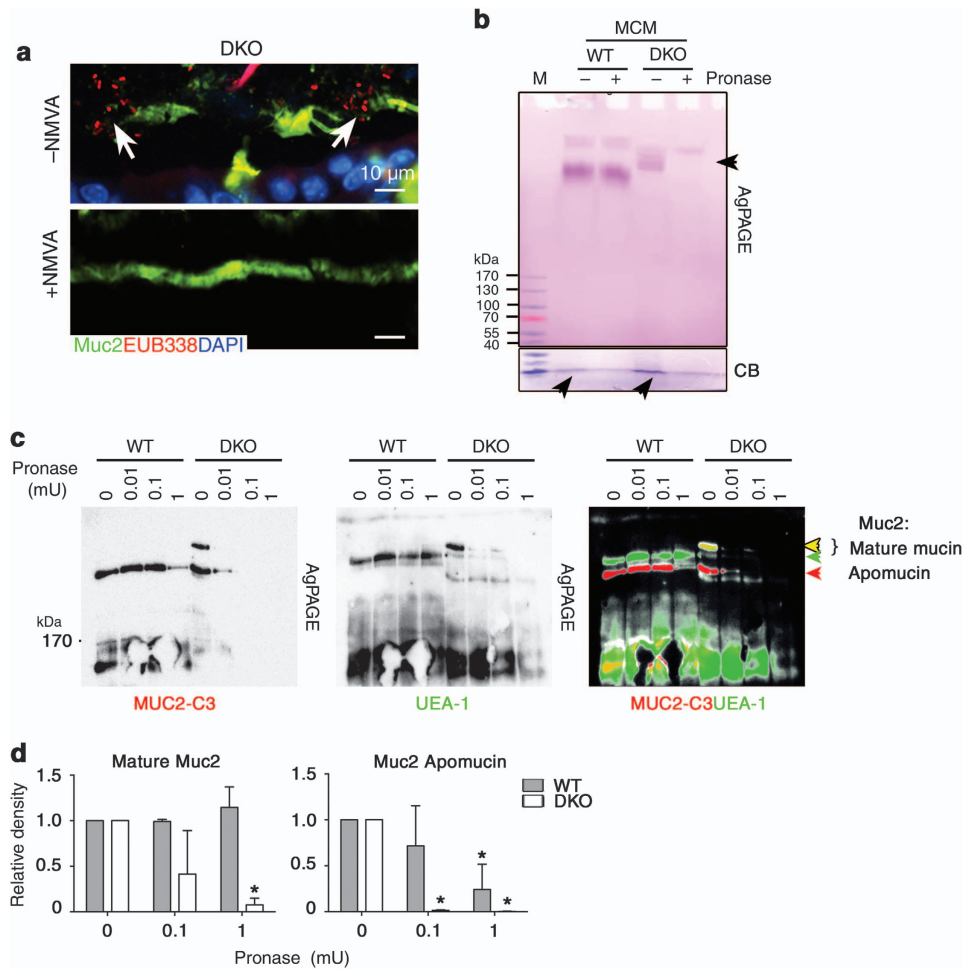 a
DKO
–NMVA
10 µm
+NMVA
Muc2EUB338DAPI
b
MCM
WT DKO
M – + – + Pronase
AgPAGE
kDa
170
130
100
70
55
40
CB
c
WT DKO
Pronase (mU)
0 0.01 0.1 1 0 0.01 0.1 1
kDa
170
AgPAGE
MUC2-C3
WT DKO
0 0.01 0.1 1 0 0.01 0.1 1
AgPAGE
UEA-1
WT DKO
0 0.01 0.1 1 0 0.01 0.1 1
Muc2:
} Mature mucin
Apomucin
MUC2-C3UEA-1
d
Mature Muc2
Relative density
1.5
1.0
0.5
0
*
0 0.1 1
Muc2 Apomucin
1.5
1.0
0.5
0
* * *
0 0.1 1
WT
DKO
Pronase (mU)